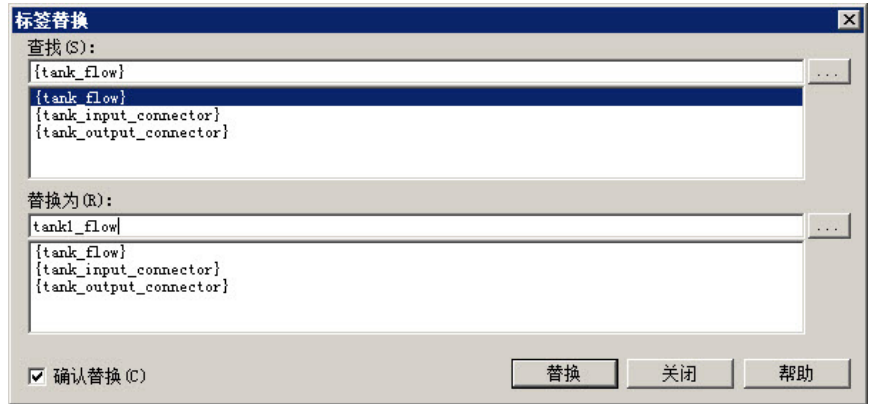 标签替换
查找(S):
{tank_flow}
...
{tank_flow}
{tank_input_connector}
{tank_output_connector}
替换为(R):
tank1_flow
...
{tank_flow}
{tank_input_connector}
{tank_output_connector}
确认替换(C)
替换
关闭
帮助